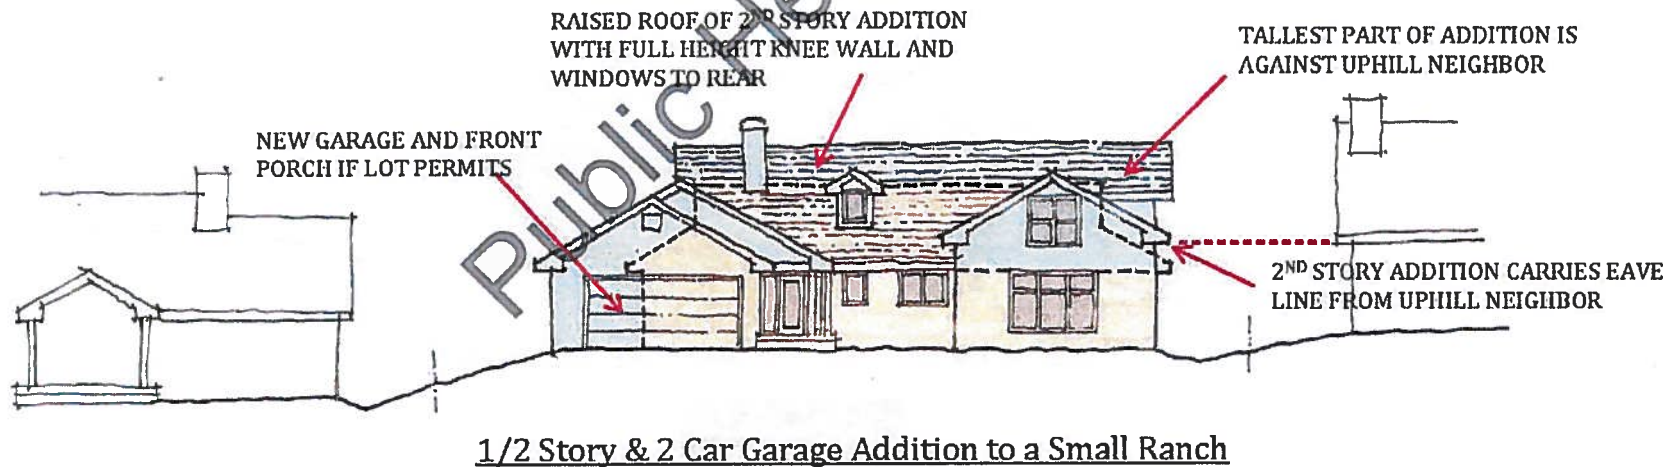 RAISED ROOF OF 2ND STORY ADDITION
WITH FULL HEIGHT KNEE WALL AND
WINDOWS TO REAR
TALLEST PART OF ADDITION IS
AGAINST UPHILL NEIGHBOR
NEW GARAGE AND FRONT
PORCH IF LOT PERMITS
2ND STORY ADDITION CARRIES EAVE
LINE FROM UPHILL NEIGHBOR
Public He
1/2 Story & 2 Car Garage Addition to a Small Ranch